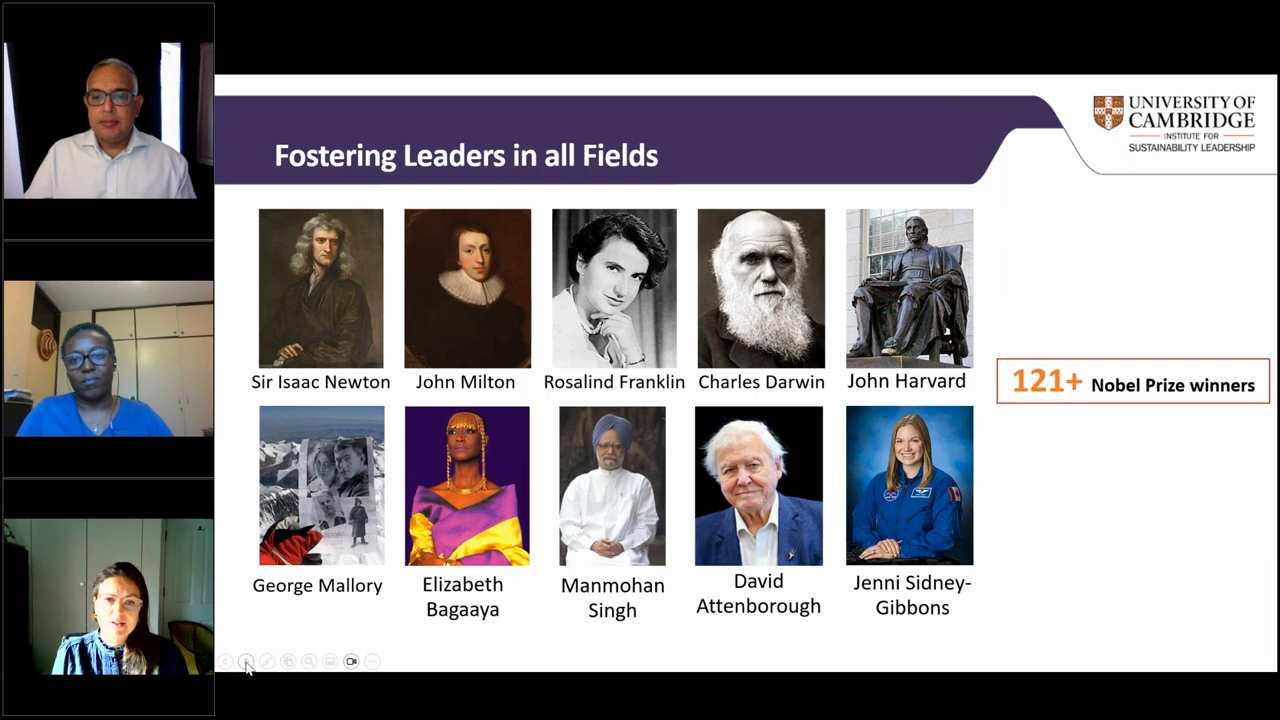 Fostering Leaders in all Fields
UNIVERSITY OF
CAMBRIDGE
INSTITUTE FOR
SUSTAINABILITY LEADERSHIP
Sir Isaac Newton
John Milton
Rosalind Franklin
Charles Darwin
John Harvard
121+ Nobel Prize winners
George Mallory
Elizabeth
Bagaaya
Manmohan
Singh
David
Attenborough
Jenni Sidney-
Gibbons